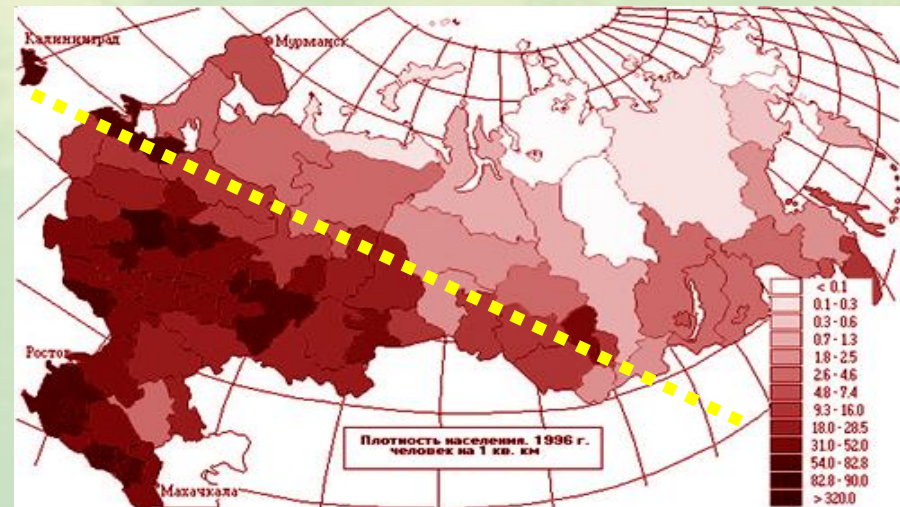 Калининград
Мурманск
Ростов
Махачкала
Плотность населения. 1996 г.
человек на 1 кв. км
< 0.1
0.1 - 0.3
0.3 - 0.6
0.7 - 1.3
1.8 - 2.5
2.6 - 4.6
4.8 - 7.4
9.3 - 16.0
18.0 - 28.5
31.0 - 52.0
54.0 - 82.8
82.8 - 90.0
> 320.0